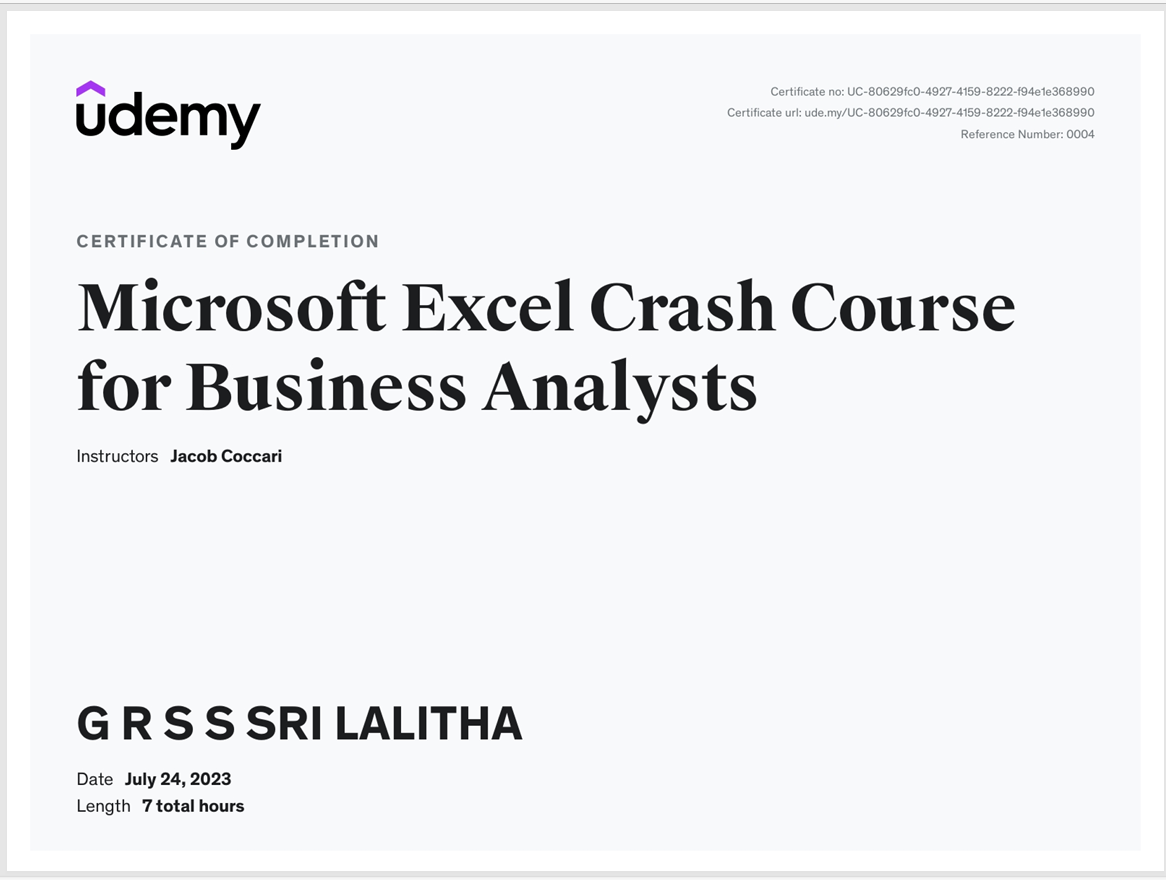 udemy
Certificate no: UC-80629fc0-4927-4159-8222-f94e1e368990
Certificate url: ude.my/UC-80629fc0-4927-4159-8222-f94e1e368990
Reference Number: 0004
CERTIFICATE OF COMPLETION
Microsoft Excel Crash Course
for Business Analysts
Instructors Jacob Coccari
G R S S SRI LALITHA
Date July 24, 2023
Length 7 total hours